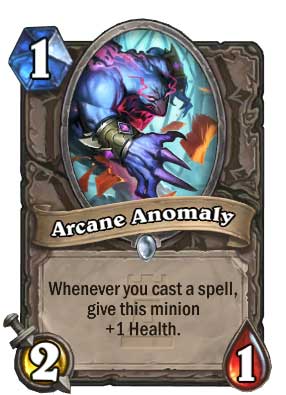 1
Arcane Anomaly
Whenever you cast a spell,
give this minion
+1 Health.
2
1